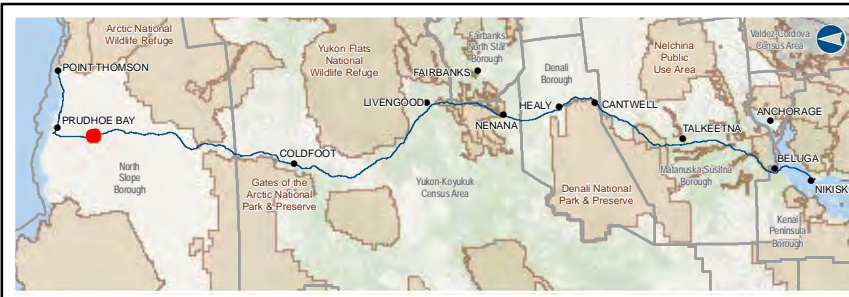 Arctic National
Wildlife Refuge
POINT THOMSON
PRUDHOE BAY
North
Slope
Borough
COLDFOOT
Gates of the
Arctic National
Park & Preserve
Yukon Flats
National
Wildlife Refuge
LIVENGOOD
Yukon-Koyukuk
Census Area
Fairbanks
North Star
Borough
FAIRBANKS
NENANA
Denali
Borough
HEALY
CANTWELL
Denali National
Park & Preserve
Nelchina
Public
Use Area
TALKEETNA
Matanuska-Susitna
Borough
Valdez-Cordova
Census Area
ANCHORAGE
BELUGA
NIKISKI
Kenai
Peninsula
Borough